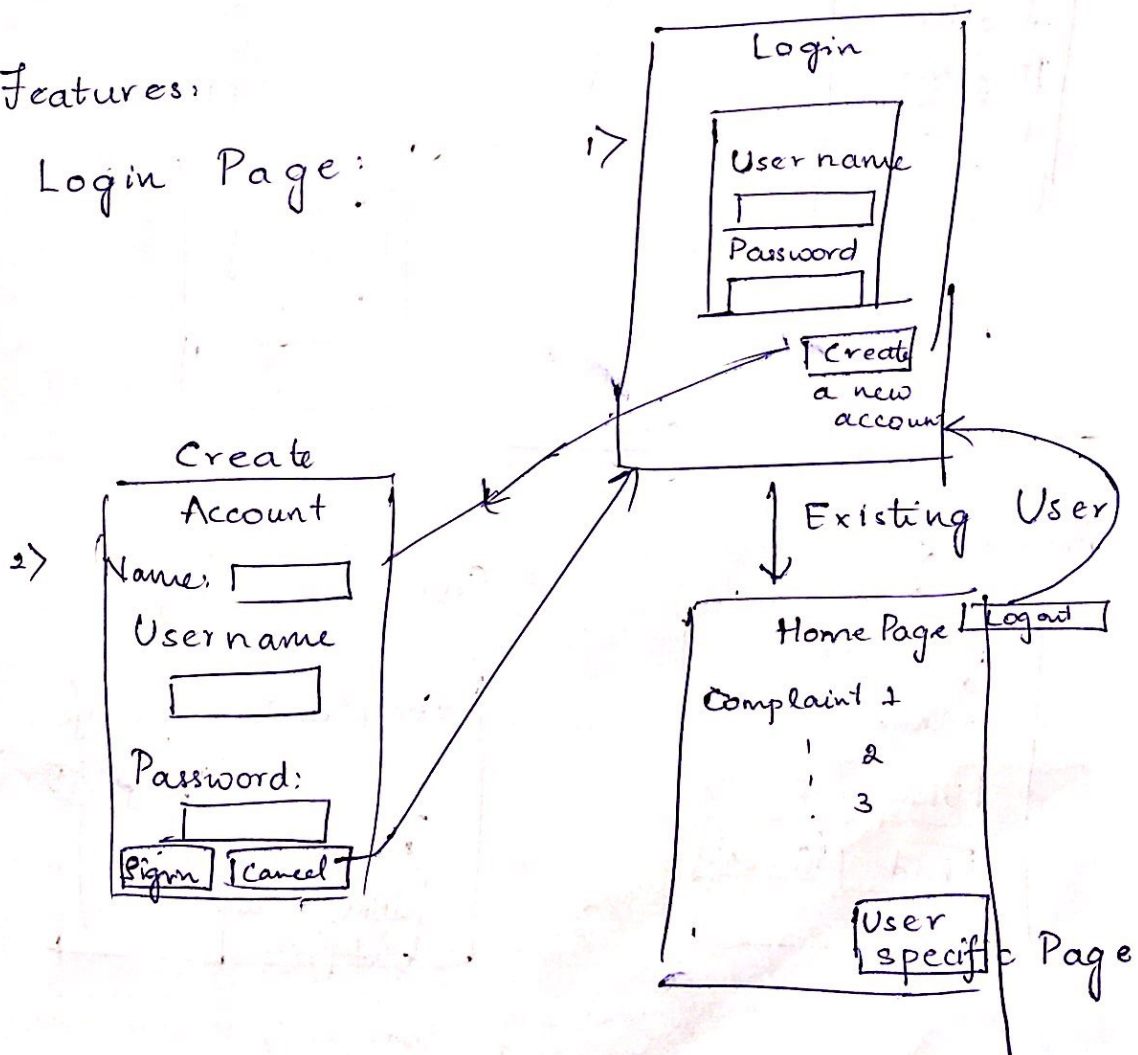 Features:
Login Page:
1>
Login
Username
Password
Create
a new
account
Existing User
2>
Create
Account
Name:
Username
Password:
Signin
Cancel
Home Page
Logout
Complaint 1
2
3
User
specific Page